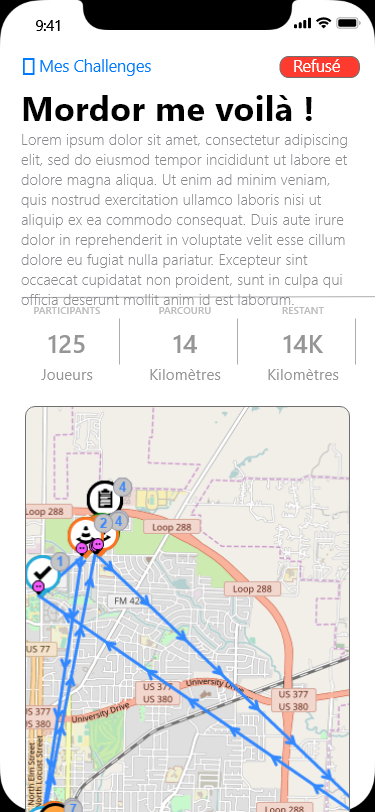 9:41
Mes Challenges
Refusé
Mordor me voilà !
Lorem ipsum dolor sit amet, consectetur adipiscing
elit, sed do eiusmod tempor incididunt ut labore et
dolore magna aliqua. Ut enim ad minim veniam,
quis nostrud exercitation ullamco laboris nisi ut
aliquip ex ea commodo consequat. Duis aute irure
dolor in reprehenderit in voluptate velit esse cillum
dolore eu fugiat nulla pariatur. Excepteur sint
occaecat cupidatat non proident, sunt in culpa qui
officia deserunt mollit anim id est laborum.
PARTICIPANTS PARCOURU RESTANT
125 14 14K
Joueurs Kilomètres Kilomètres
4
Loop 288
2 4
Loop 288
1
Loop 288
FM 42
US 77
US 377
US 380
University Drive
US 377
US 380
US 377
US 380
University Drive
North Elm Street
North Locust Street
7
Loop 288